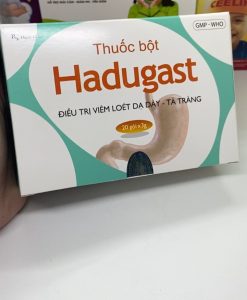 GMP - WHO
Thuốc bột
Hadugast
ĐIỀU TRỊ VIÊM LOÉT DẠ DÀY - TÁ TRÀNG
20 gói x 3g